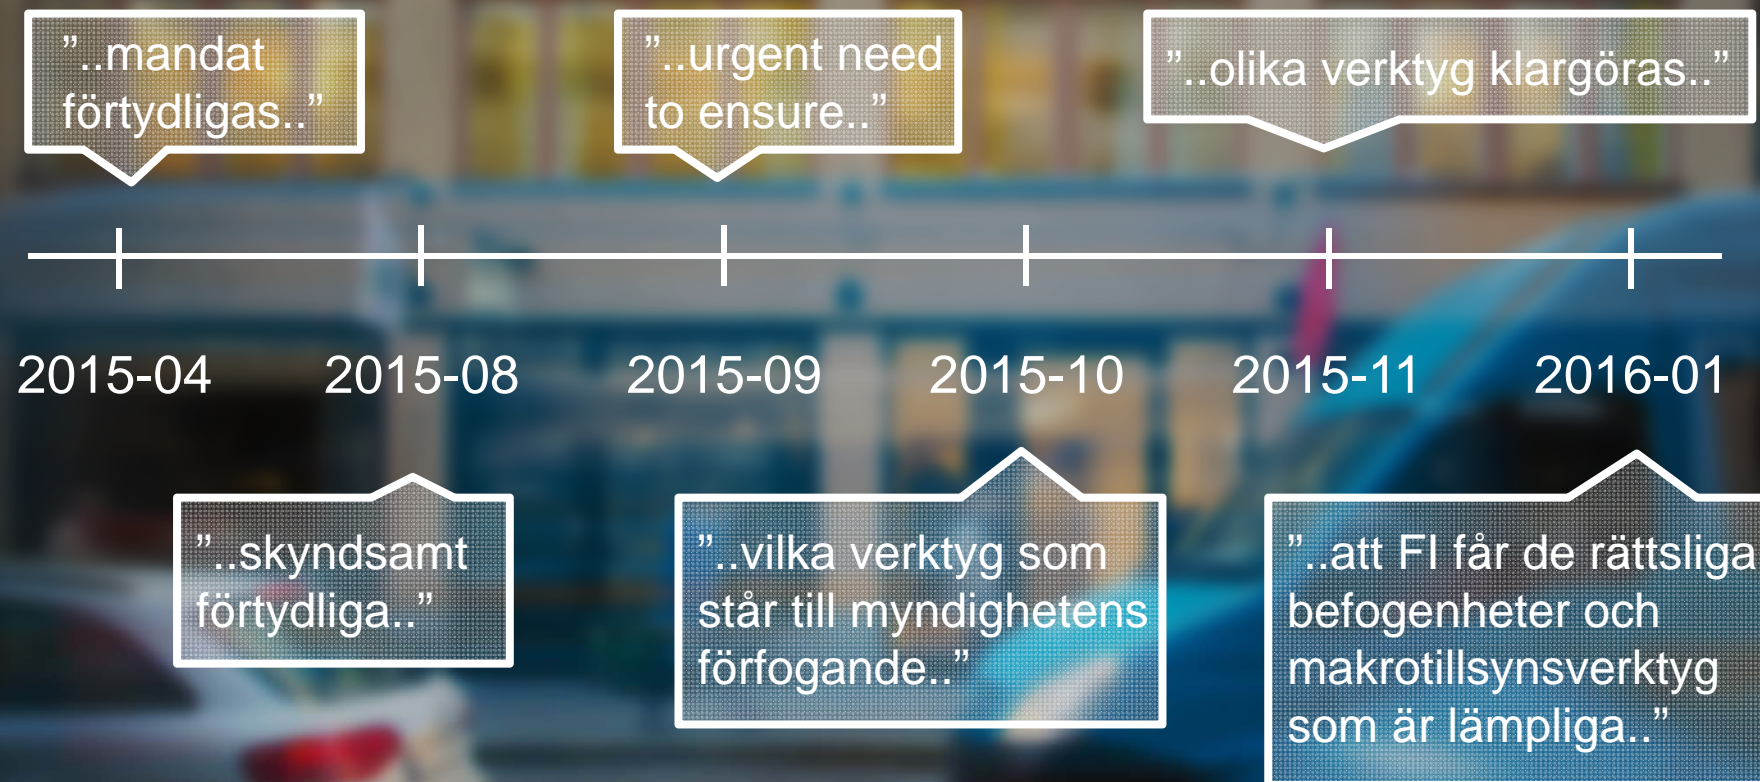 ”..mandat
förtydligas..”
”..urgent need
to ensure..”
”..olika verktyg klargöras..”
2015-04
2015-08
2015-09
2015-10
2015-11
2016-01
”..skyndsamt
förtydliga..”
”..vilka verktyg som
står till myndighetens
förfogande..”
”..att FI får de rättsliga
befogenheter och
makrotillsynsverktyg
som är lämpliga..”